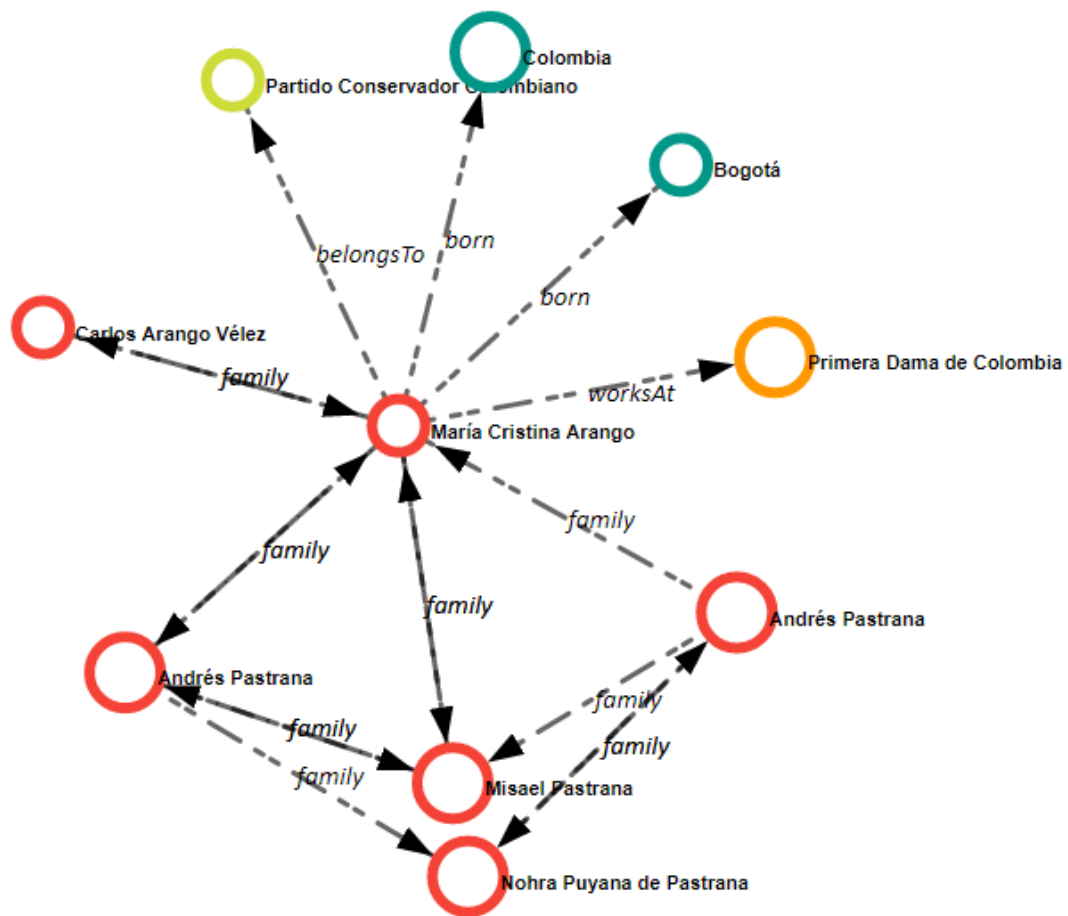 Colombia
Partido Conservador Colombiano
Bogotá
born
belongsTo
born
Carlos Arango Vélez
Primera Dama de Colombia
family
worksAt
María Cristina Arango
family
family
family
Andrés Pastrana
Andrés Pastrana
family
family
family
family
Misael Pastrana
Nohra Puyana de Pastrana